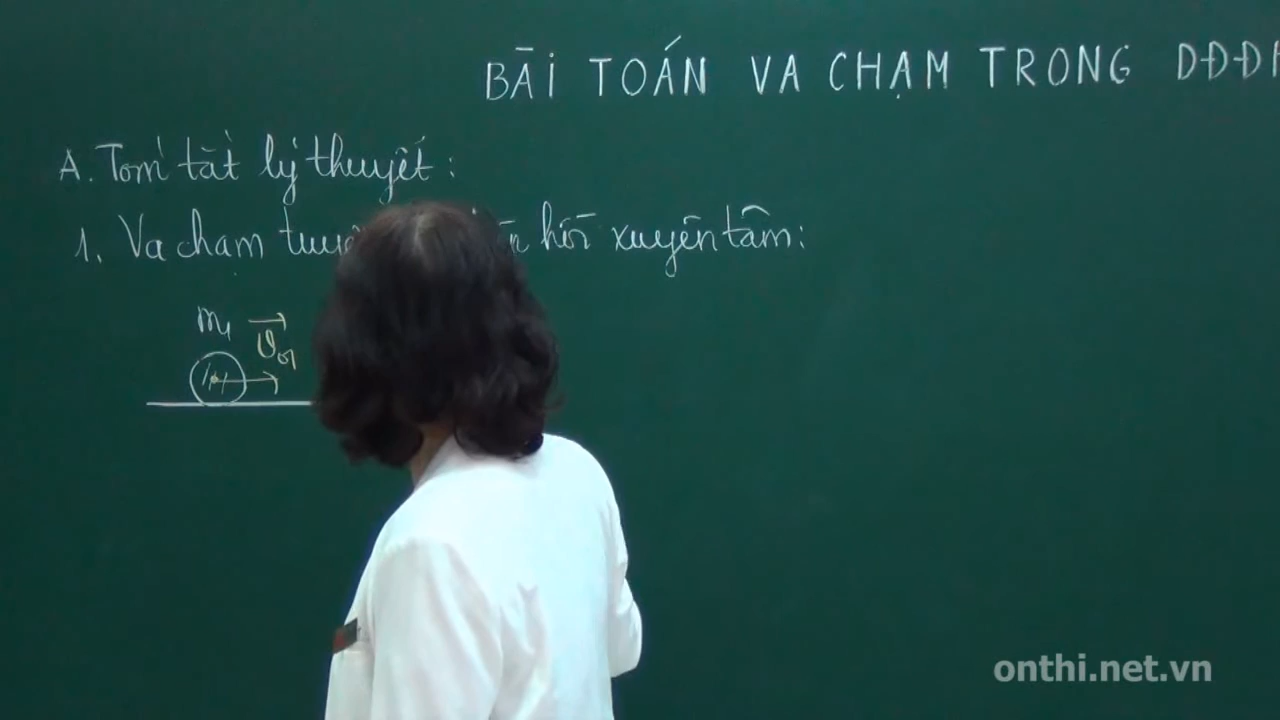 BÀI TOÁN VA CHẠM TRONG DĐĐH
A. Tóm tắt lý thuyết:
1. Va chạm hồi xuyên tâm:
m₁ v₀₁
onthi.net.vn